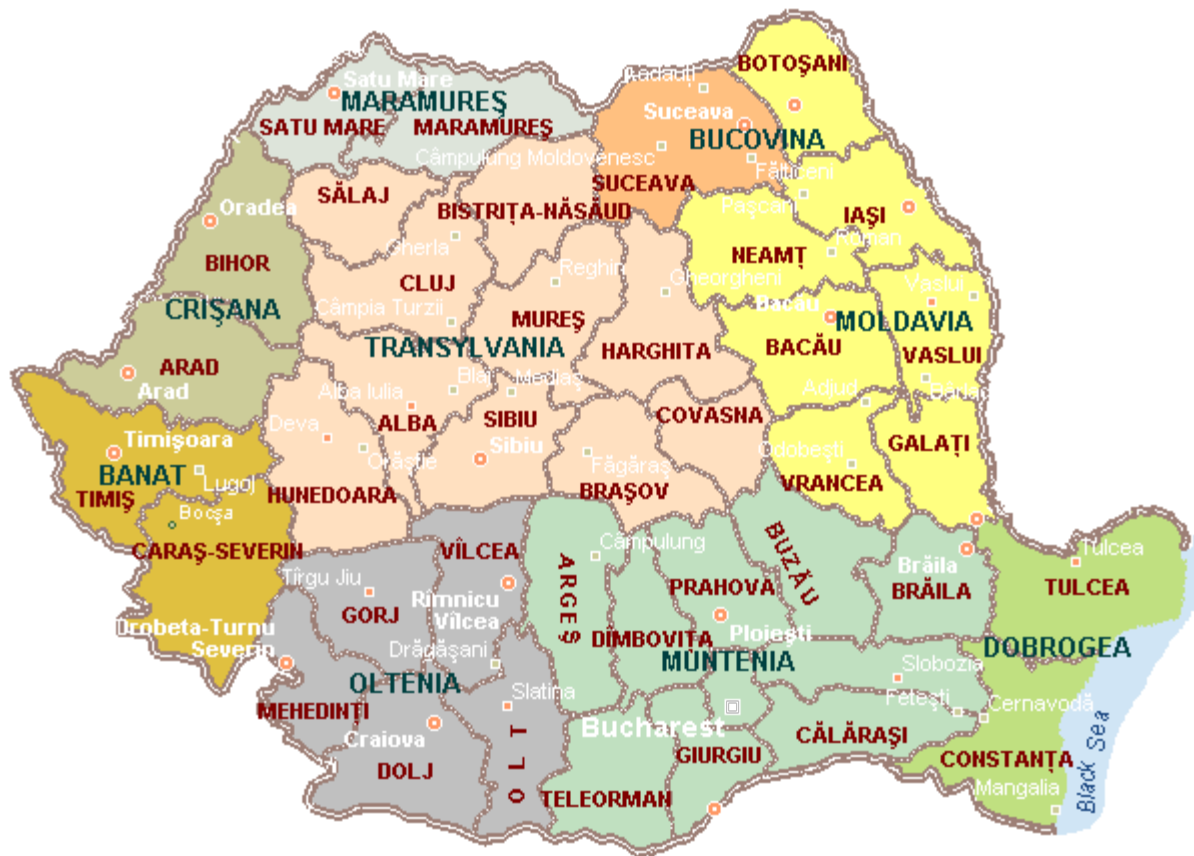 BOTOŞANI
Rădăuţi
Satu Mare
MARAMUREŞ
SATU MARE
MARAMUREŞ
Suceava
BUCOVINA
Câmpulung Moldovenesc
Fălticeni
SUCEAVA
SĂLAJ
BISTRIŢA-NĂSĂUD
Paşcani
IAŞI
Oradea
Gherla
Roman
NEAMŢ
BIHOR
CLUJ
Reghin
Gheorgheni
Vaslui
CRIŞANA
Câmpia Turzii
MUREŞ
Bacău
MOLDAVIA
TRANSYLVANIA
HARGHITA
BACĂU
VASLUI
ARAD
Arad
Alba Iulia
Blaj
Mediaş
Adjud
ALBA
SIBIU
COVASNA
Deva
Timişoara
Sibiu
GALAŢI
Orăştie
Odobeşti
BANAT
Lugoj
Făgăraş
TIMIŞ
HUNEDOARA
BRAŞOV
VRANCEA
Bocşa
CARAŞ-SEVERIN
VÎLCEA
ARGEŞ
Câmpulung
BUZĂU
Brăila
Tulcea
Tîrgu Jiu
PRAHOVA
BRĂILA
TULCEA
GORJ
Rimnicu
Vîlcea
Drobeta-Turnu
Severin
Ploieşti
DIMBOVIŢA
DOBROGEA
Drăgăşani
MUNTENIA
Slobozia
OLTENIA
Slatina
Feteşti
Cernavodă
MEHEDINTI
Bucharest
Craiova
CĂLĂRAŞI
GIURGIU
CONSTANŢA
DOLJ
OLT
TELEORMAN
Mangalia
Black Sea